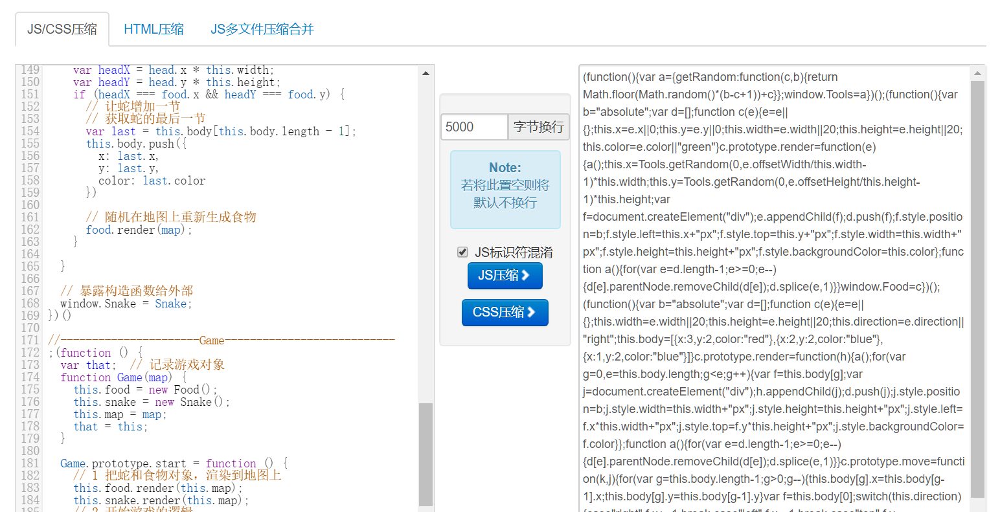 JS/CSS压缩 HTML压缩 JS多文件压缩合并
149 var headX = head.x * this.width;
150 var headY = head.y * this.height;
151 if (headX === food.x && headY === food.y) {
152 // 让蛇增加一节
153 // 获取蛇的最后一节
154 var last = this.body[this.body.length - 1];
155 this.body.push({
156 x: last.x,
157 y: last.y,
158 color: last.color
159 })
160
161 // 随机在地图上重新生成食物
162 food.render(map);
163 }
164
165 }
166
167 // 暴露构造函数给外部
168 window.Snake = Snake;
169 })()
170
171 //----------------------Game---------------------------
172 ;(function () {
173 var that; // 记录游戏对象
174 function Game(map) {
175 this.food = new Food();
176 this.snake = new Snake();
177 this.map = map;
178 that = this;
179 }
180
181 Game.prototype.start = function () {
182 // 1 把蛇和食物对象，渲染到地图上
183 this.food.render(this.map);
184 this.snake.render(this.map);
185 // 2 开始游戏的逻辑
5000 字节换行
Note:
若将此置空则将
默认不换行
JS标识符混淆
JS压缩
CSS压缩
(function(){var a={getRandom:function(c,b){return
Math.floor(Math.random()*(b-c+1))+c}};window.Tools=a})();(function(){var
b="absolute";var d=[];function c(e){e=e||
{};this.x=e.x||0;this.y=e.y||0;this.width=e.width||20;this.height=e.height||20;
this.color=e.color||"green"}c.prototype.render=function(e)
{a();this.x=Tools.getRandom(0,e.offsetWidth/this.width-
1)*this.width;this.y=Tools.getRandom(0,e.offsetHeight/this.height-
1)*this.height;var
f=document.createElement("div");e.appendChild(f);d.push(f);f.style.positio
n=b;f.style.left=this.x+"px";f.style.top=this.y+"px";f.style.width=this.width+"
px";f.style.height=this.height+"px";f.style.backgroundColor=this.color};func
tion a(){for(var e=d.length-1;e>=0;e--)
{d[e].parentNode.removeChild(d[e]);d.splice(e,1)}}window.Food=c})();
(function(){var b="absolute";var d=[];function c(e){e=e||
{};this.width=e.width||20;this.height=e.height||20;this.direction=e.direction||
"right";this.body=[{x:3,y:2,color:"red"},{x:2,y:2,color:"blue"},
{x:1,y:2,color:"blue"}]}c.prototype.render=function(h){a();for(var
g=0,e=this.body.length;g<e;g++){var f=this.body[g];var
j=document.createElement("div");h.appendChild(j);d.push(j);j.style.positio
n=b;j.style.width=this.width+"px";j.style.height=this.height+"px";j.style.left=
f.x*this.width+"px";j.style.top=f.y*this.height+"px";j.style.backgroundColor=
f.color}};function a(){for(var e=d.length-1;e>=0;e--)
{d[e].parentNode.removeChild(d[e]);d.splice(e,1)}}c.prototype.move=functi
on(k,j){for(var g=this.body.length-1;g>0;g--){this.body[g].x=this.body[g-
1].x;this.body[g].y=this.body[g-1].y}var f=this.body[0];switch(this.direction)